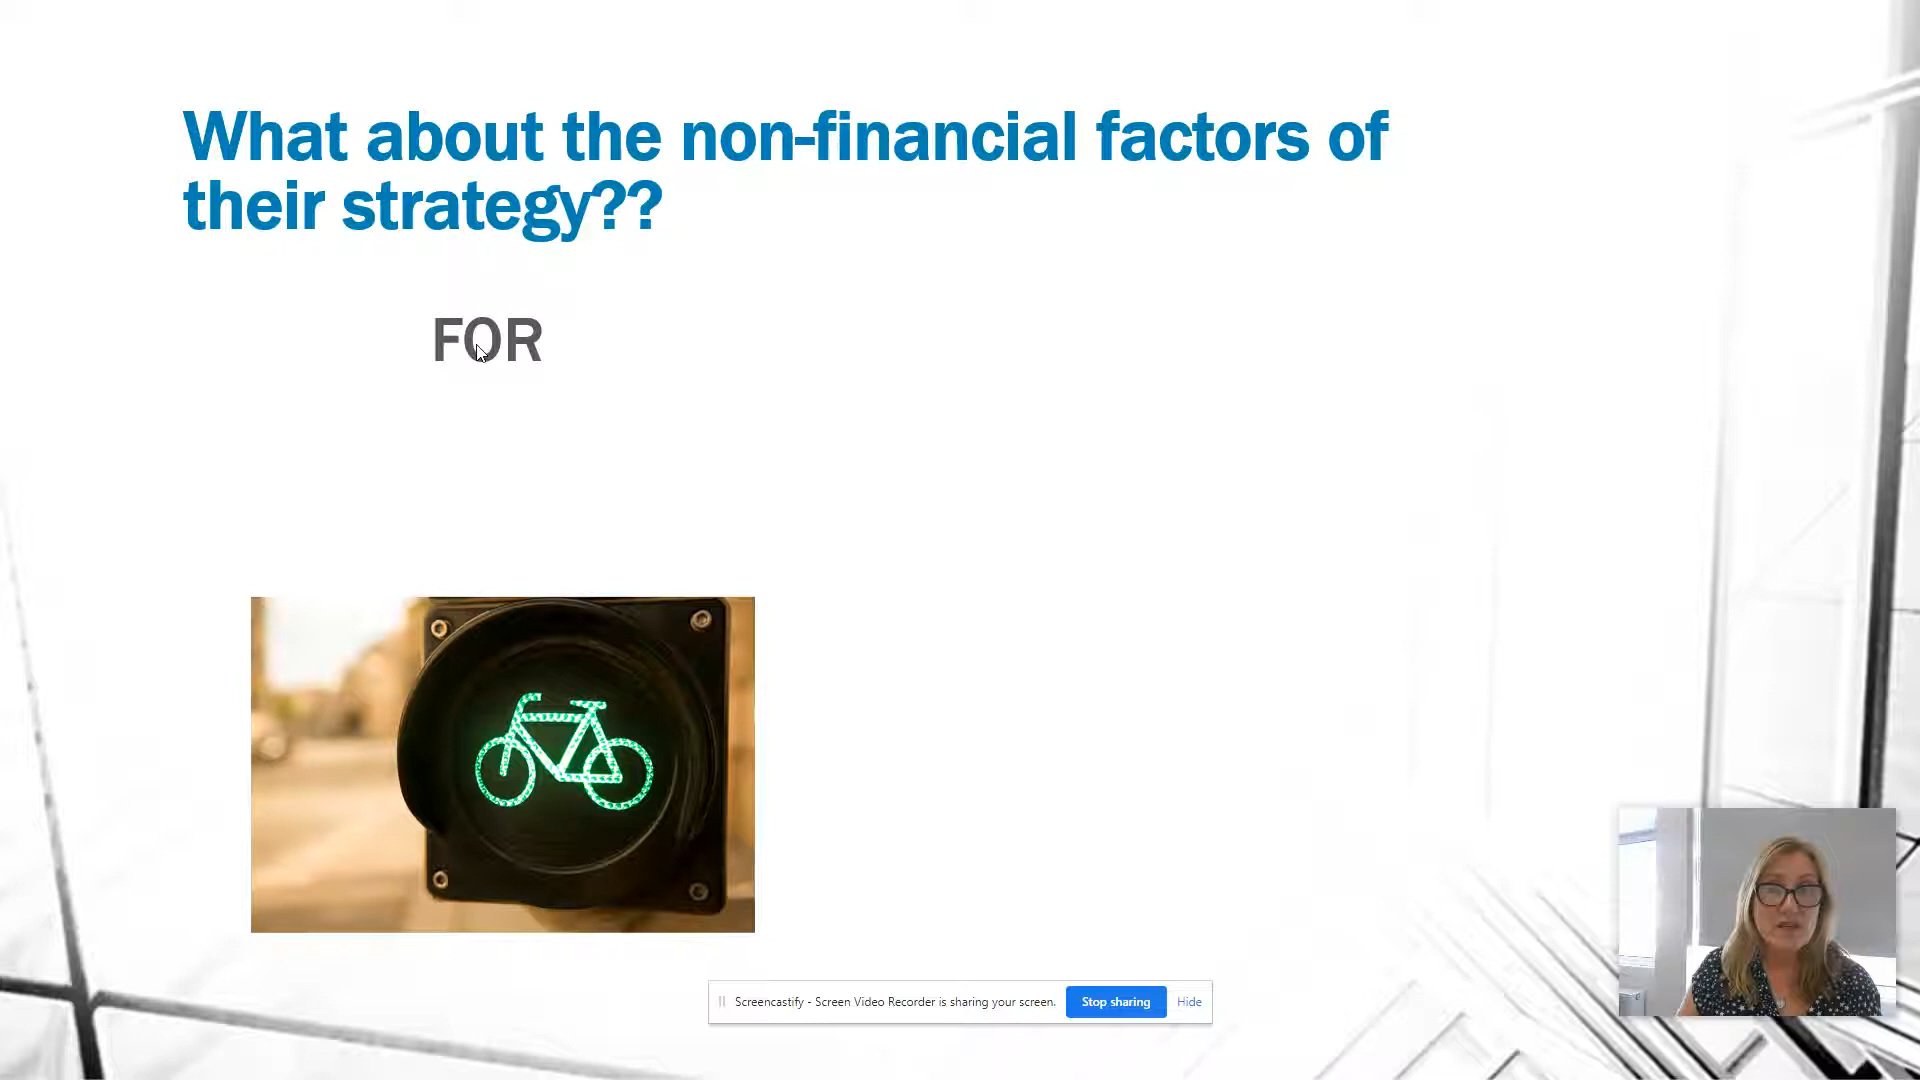 What about the non-financial factors of
their strategy??
FOR
Screencastify - Screen Video Recorder is sharing your screen.
Stop sharing
Hide